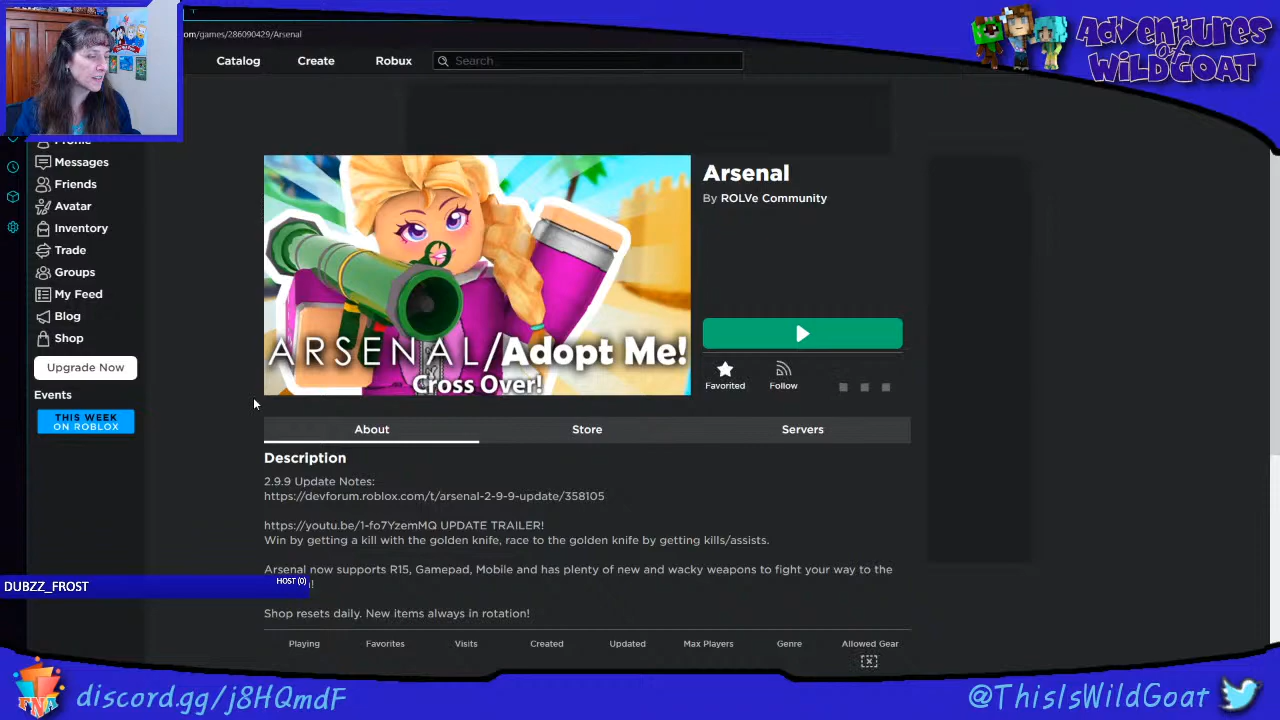 om/games/286090429/Arsenal
Catalog
Create
Robux
Search
Adventures
of
WildGoat
Profile
Messages
Friends
Avatar
Inventory
Trade
Groups
My Feed
Blog
Shop
Upgrade Now
Events
THIS WEEK
ON ROBLOX
ARSENAL/Adopt Me!
Cross Over!
Arsenal
By ROLVe Community
Favorited
Follow
About
Store
Servers
Description
2.9.9 Update Notes:
https://devforum.roblox.com/t/arsenal-2-9-9-update/358105
https://youtu.be/1-fo7YzemMQ UPDATE TRAILER!
Win by getting a kill with the golden knife, race to the golden knife by getting kills/assists.
Arsenal now supports R15, Gamepad, Mobile and has plenty of new and wacky weapons to fight your way to the
!
Shop resets daily. New items always in rotation!
DUBZZ_FROST
HOST (0)
Playing
Favorites
Visits
Created
Updated
Max Players
Genre
Allowed Gear
FNA
discord.gg/j8HQmdF
@ThisIsWildGoat